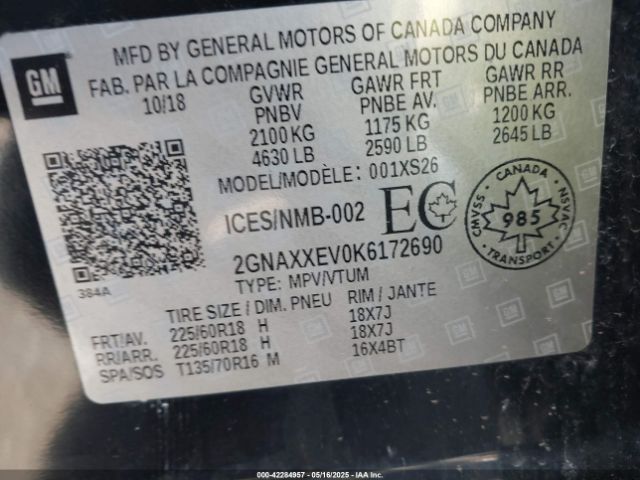 GM
MFD BY GENERAL MOTORS OF CANADA COMPANY
FAB. PAR LA COMPAGNIE GENERAL MOTORS DU CANADA
10/18 GVWR GAWR FRT GAWR RR
PNBV PNBE AV. PNBE ARR.
2100 KG 1175 KG 1200 KG
4630 LB 2590 LB 2645 LB
MODEL/MODÈLE: 001XS26
ICES/NMB-002 EC
CANADA
CMVSS
985
NSVAC
2GNAXXEV0K6172690
384A
TYPE: MPV/VTUM
TIRE SIZE / DIM. PNEU RIM / JANTE
FRT/AV. 225/60R18 H 18X7J
RR/ARR. 225/60R18 H 18X7J
SPA/SOS T135/70R16 M 16X4BT
000-42284957 - 05/16/2025 - IAA Inc.